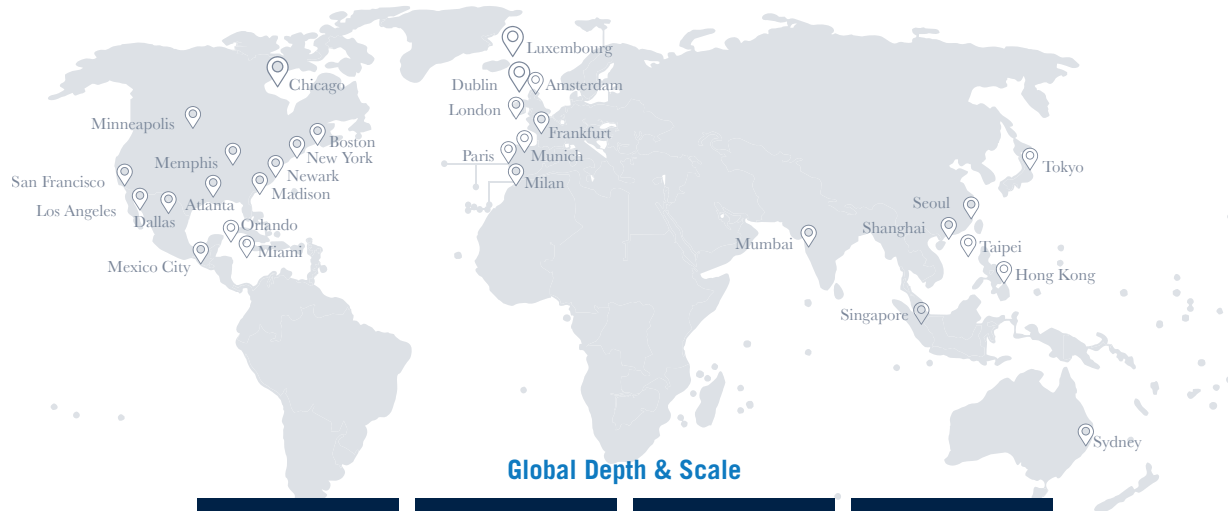 Luxembourg
Chicago
Dublin
Amsterdam
London
Minneapolis
Frankfurt
Boston
New York
Memphis
Paris
Munich
Tokyo
Newark
San Francisco
Milan
Madison
Seoul
Atlanta
Los Angeles
Dallas
Orlando
Shanghai
Mumbai
Taipei
Miami
Mexico City
Hong Kong
Singapore
Sydney
Global Depth & Scale